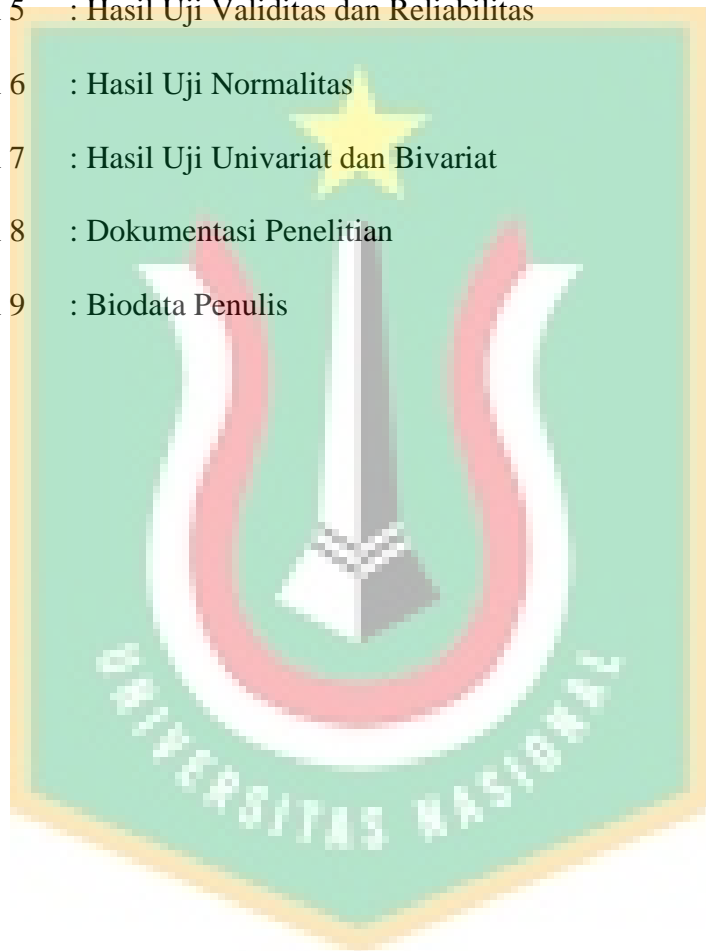 5 : Hasil Uji Validitas dan Reliabilitas
6 : Hasil Uji Normalitas
7 : Hasil Uji Univariat dan Bivariat
8 : Dokumentasi Penelitian
9 : Biodata Penulis
UNIVERSITAS NASIONAL